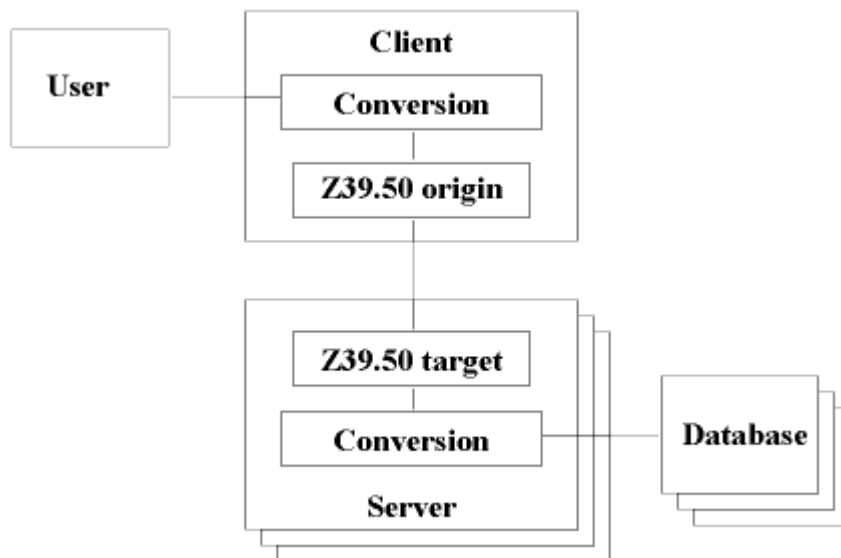 Client
User
Conversion
Z39.50 origin
Z39.50 target
Conversion
Database
Server